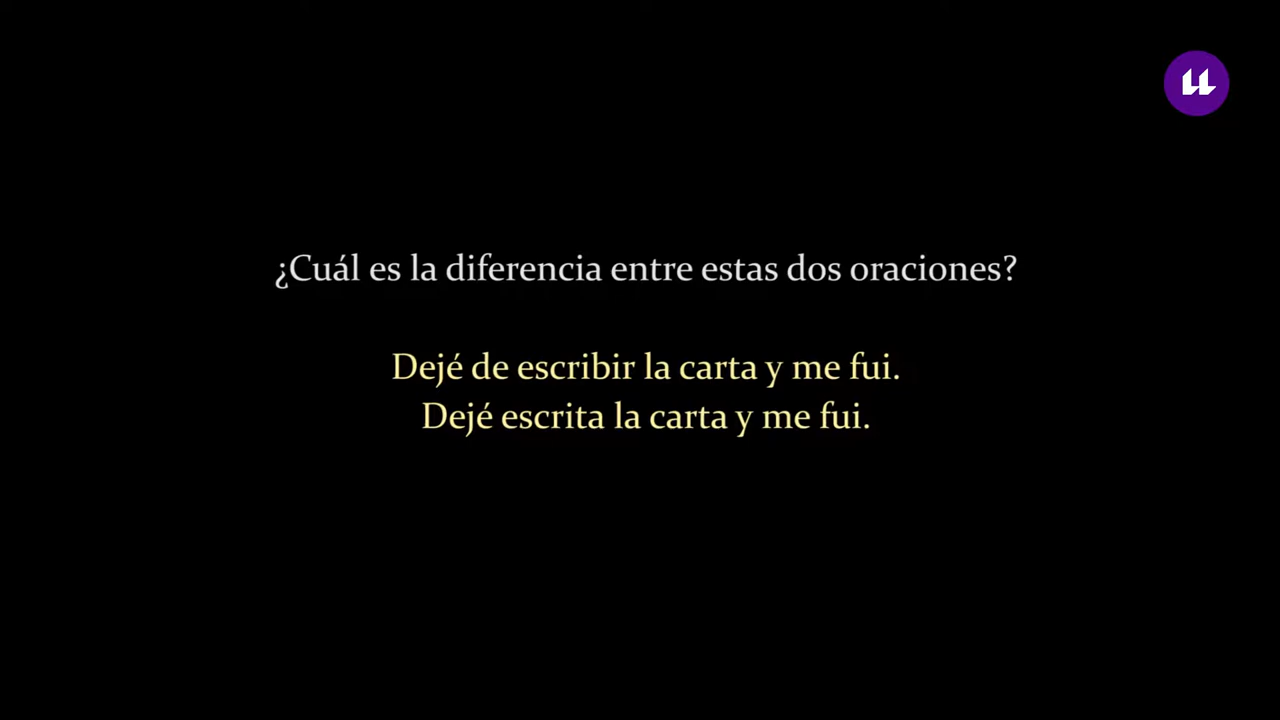 ¿Cuál es la diferencia entre estas dos oraciones?
Dejé de escribir la carta y me fui.
Dejé escrita la carta y me fui.